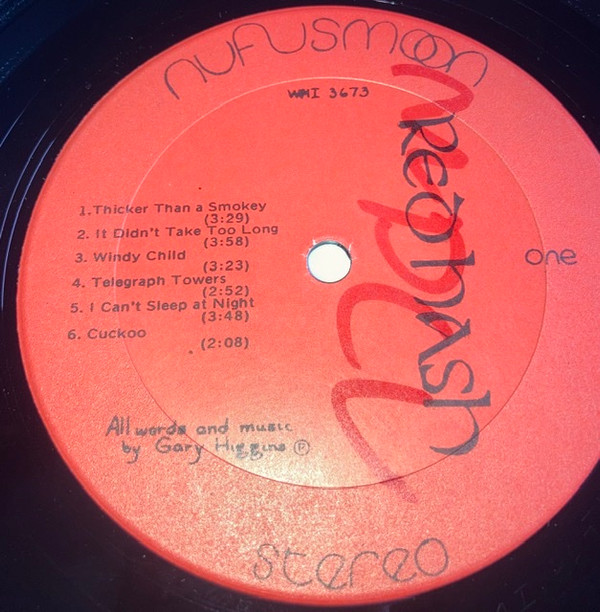 nufusmoon
WNI 3673
RED hash
one
1.Thicker Than a Smokey
(3:29)
2. It Didn't Take Too Long
(3:58)
3. Windy Child
(3:23)
4. Telegraph Towers
(2:52)
5. I Can't Sleep at Night
(3:48)
6. Cuckoo
(2:08)
All words and music
by Gary Higgins Ⓟ
stereo